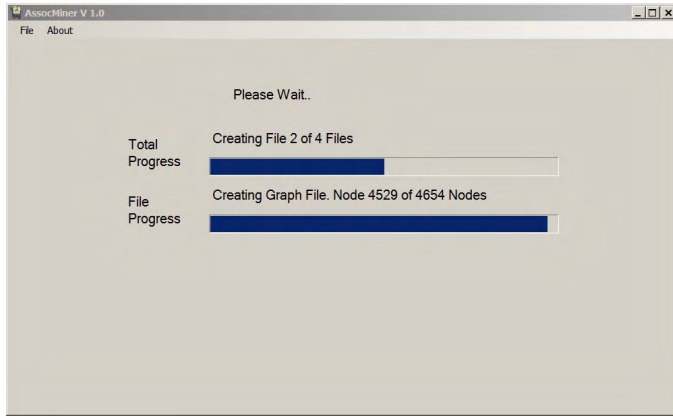 AssocMiner V 1.0
File About
Please Wait..
Total
Progress
Creating File 2 of 4 Files
File
Progress
Creating Graph File. Node 4529 of 4654 Nodes